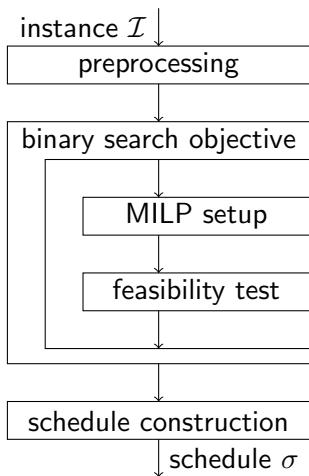 instance ℐ
preprocessing
binary search objective
MILP setup
feasibility test
schedule construction
schedule σ